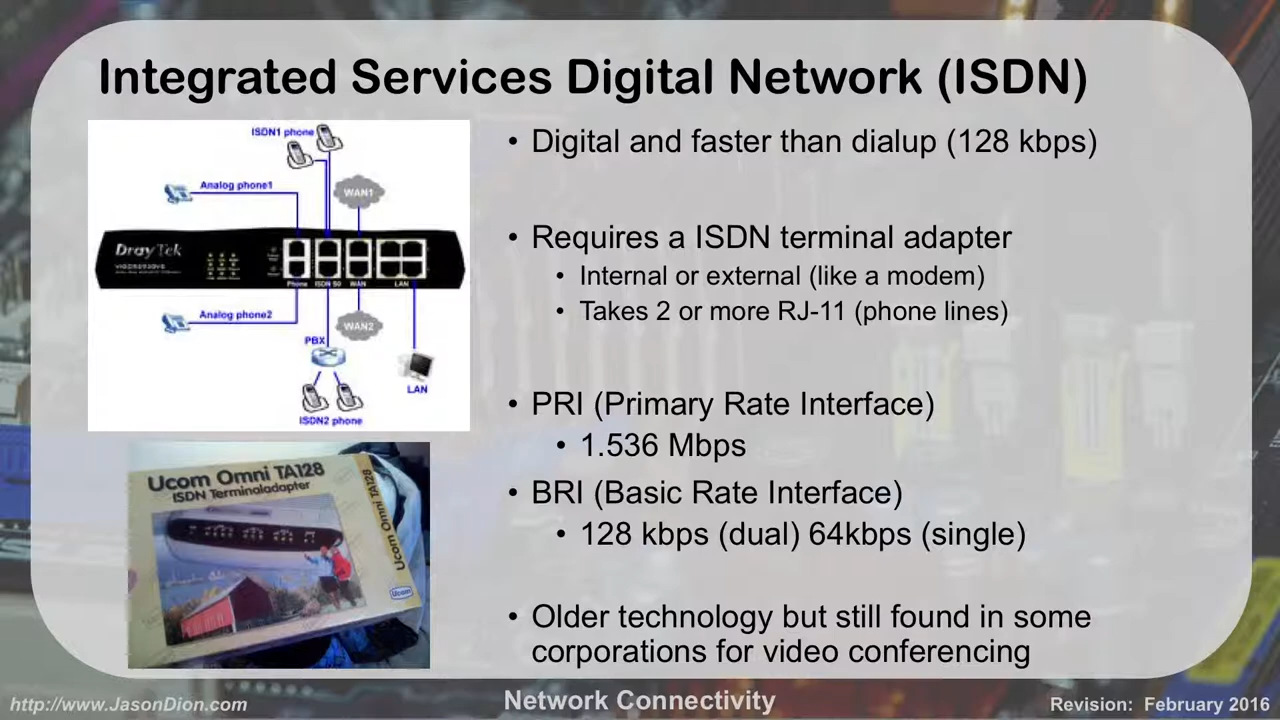 Integrated Services Digital Network (ISDN)
ISDN1 phone
Analog phone1
WAN1
DrayTek
Phone ISDN S0 WAN LAN
Analog phone2
WAN2
PBX
LAN
ISDN2 phone
Ucom Omni TA128
ISDN Terminaladapter
Ucom Omni TA128
Ucom
• Digital and faster than dialup (128 kbps)
• Requires a ISDN terminal adapter
• Internal or external (like a modem)
• Takes 2 or more RJ-11 (phone lines)
• PRI (Primary Rate Interface)
• 1.536 Mbps
• BRI (Basic Rate Interface)
• 128 kbps (dual) 64kbps (single)
• Older technology but still found in some
corporations for video conferencing
http://www.JasonDion.com
Network Connectivity
Revision: February 2016